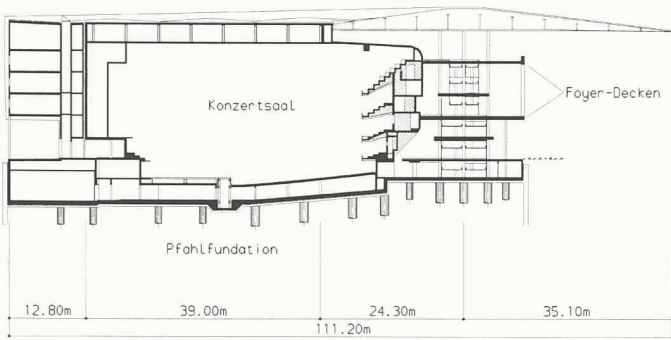 Konzertsaal
Foyer-Decken
Pfahlfundation
12.80m 39.00m 24.30m 35.10m
111.20m